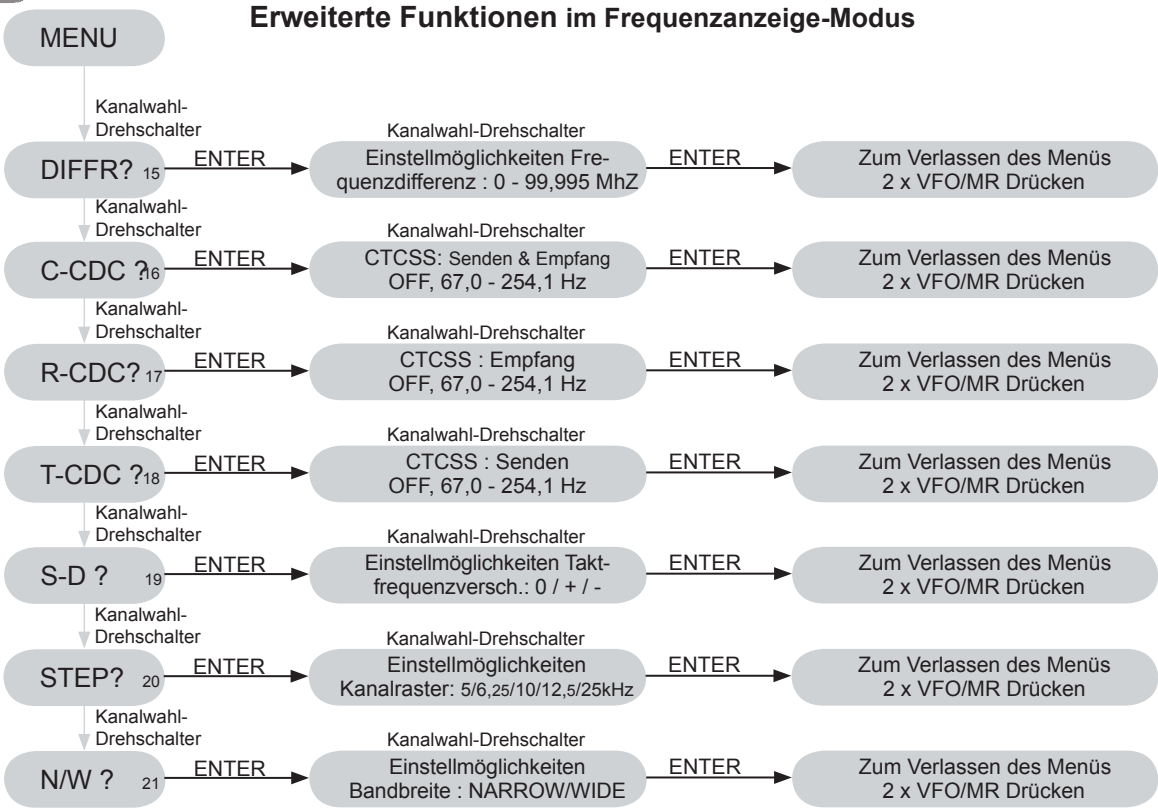 Erweiterte Funktionen im Frequenzanzeige-Modus
MENU
Kanalwahl-
Drehschalter
DIFFR? 15
ENTER
Kanalwahl-Drehschalter
Einstellmöglichkeiten Fre-
quenzdifferenz : 0 - 99,995 MhZ
ENTER
Zum Verlassen des Menüs
2 x VFO/MR Drücken
Kanalwahl-
Drehschalter
C-CDC ?16
ENTER
Kanalwahl-Drehschalter
CTCSS: Senden & Empfang
OFF, 67,0 - 254,1 Hz
ENTER
Zum Verlassen des Menüs
2 x VFO/MR Drücken
Kanalwahl-
Drehschalter
R-CDC? 17
ENTER
Kanalwahl-Drehschalter
CTCSS : Empfang
OFF, 67,0 - 254,1 Hz
ENTER
Zum Verlassen des Menüs
2 x VFO/MR Drücken
Kanalwahl-
Drehschalter
T-CDC ?18
ENTER
Kanalwahl-Drehschalter
CTCSS : Senden
OFF, 67,0 - 254,1 Hz
ENTER
Zum Verlassen des Menüs
2 x VFO/MR Drücken
Kanalwahl-
Drehschalter
S-D ? 19
ENTER
Kanalwahl-Drehschalter
Einstellmöglichkeiten Takt-
frequenzversch.: 0 / + / -
ENTER
Zum Verlassen des Menüs
2 x VFO/MR Drücken
Kanalwahl-
Drehschalter
STEP? 20
ENTER
Kanalwahl-Drehschalter
Einstellmöglichkeiten
Kanalraster: 5/6,25/10/12,5/25kHz
ENTER
Zum Verlassen des Menüs
2 x VFO/MR Drücken
Kanalwahl-
Drehschalter
N/W ? 21
ENTER
Kanalwahl-Drehschalter
Einstellmöglichkeiten
Bandbreite : NARROW/WIDE
ENTER
Zum Verlassen des Menüs
2 x VFO/MR Drücken